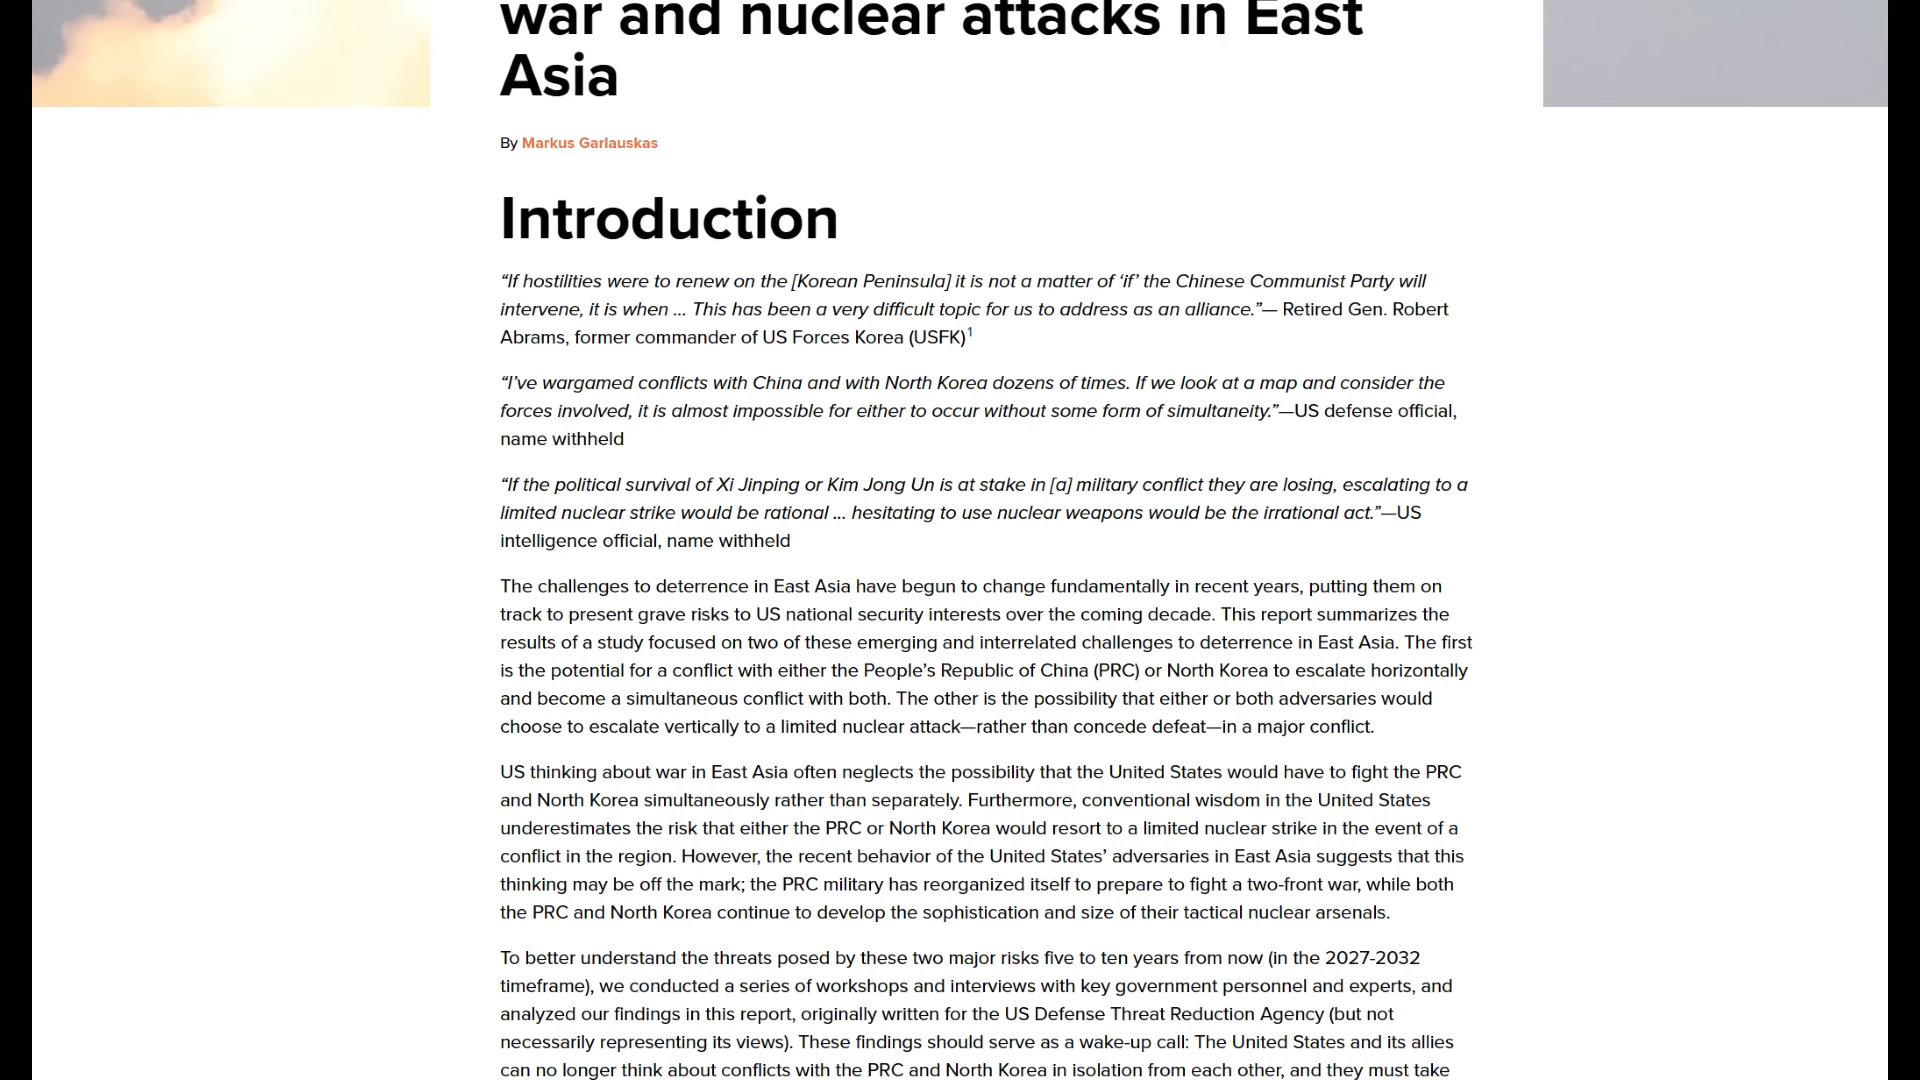 war and nuclear attacks in East
Asia
By Markus Garlauskas
Introduction
“If hostilities were to renew on the [Korean Peninsula] it is not a matter of ‘if’ the Chinese Communist Party will
intervene, it is when … This has been a very difficult topic for us to address as an alliance.”— Retired Gen. Robert
Abrams, former commander of US Forces Korea (USFK)1
“I’ve wargamed conflicts with China and with North Korea dozens of times. If we look at a map and consider the
forces involved, it is almost impossible for either to occur without some form of simultaneity.”—US defense official,
name withheld
“If the political survival of Xi Jinping or Kim Jong Un is at stake in [a] military conflict they are losing, escalating to a
limited nuclear strike would be rational … hesitating to use nuclear weapons would be the irrational act.”—US
intelligence official, name withheld
The challenges to deterrence in East Asia have begun to change fundamentally in recent years, putting them on
track to present grave risks to US national security interests over the coming decade. This report summarizes the
results of a study focused on two of these emerging and interrelated challenges to deterrence in East Asia. The first
is the potential for a conflict with either the People’s Republic of China (PRC) or North Korea to escalate horizontally
and become a simultaneous conflict with both. The other is the possibility that either or both adversaries would
choose to escalate vertically to a limited nuclear attack—rather than concede defeat—in a major conflict.
US thinking about war in East Asia often neglects the possibility that the United States would have to fight the PRC
and North Korea simultaneously rather than separately. Furthermore, conventional wisdom in the United States
underestimates the risk that either the PRC or North Korea would resort to a limited nuclear strike in the event of a
conflict in the region. However, the recent behavior of the United States’ adversaries in East Asia suggests that this
thinking may be off the mark; the PRC military has reorganized itself to prepare to fight a two-front war, while both
the PRC and North Korea continue to develop the sophistication and size of their tactical nuclear arsenals.
To better understand the threats posed by these two major risks five to ten years from now (in the 2027-2032
timeframe), we conducted a series of workshops and interviews with key government personnel and experts, and
analyzed our findings in this report, originally written for the US Defense Threat Reduction Agency (but not
necessarily representing its views). These findings should serve as a wake-up call: The United States and its allies
can no longer think about conflicts with the PRC and North Korea in isolation from each other, and they must take